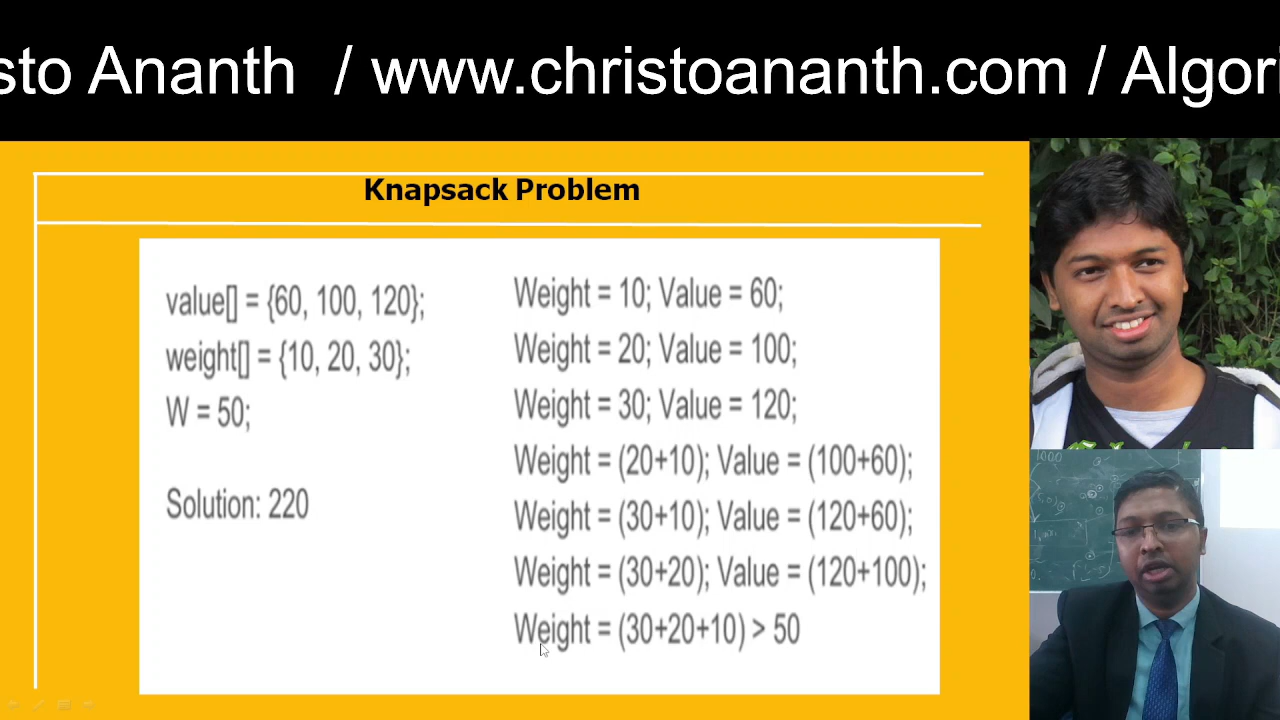 sto Ananth / www.christoananth.com / Algori
Knapsack Problem
value[] = {60, 100, 120};
weight[] = {10, 20, 30};
W = 50;
Solution: 220
Weight = 10; Value = 60;
Weight = 20; Value = 100;
Weight = 30; Value = 120;
Weight = (20+10); Value = (100+60);
Weight = (30+10); Value = (120+60);
Weight = (30+20); Value = (120+100);
Weight = (30+20+10) > 50
1000